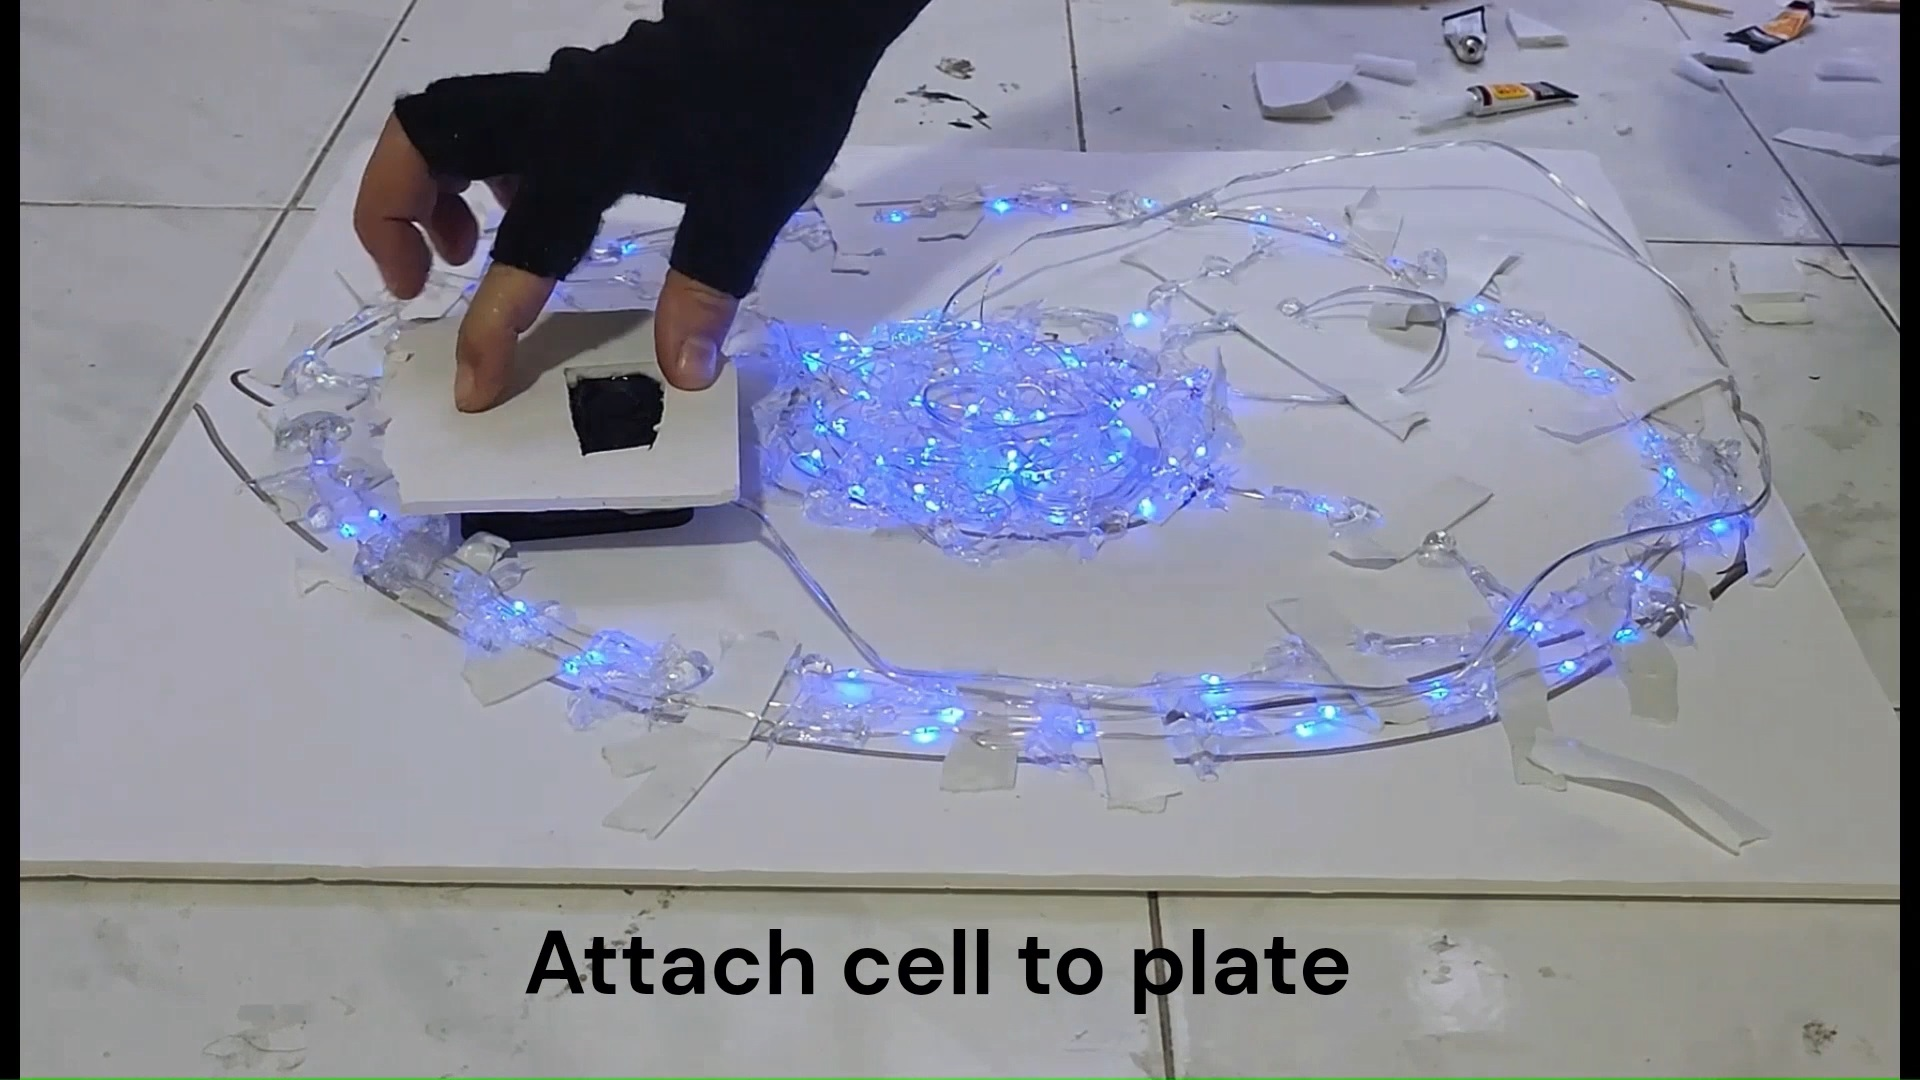 Attach cell to plate